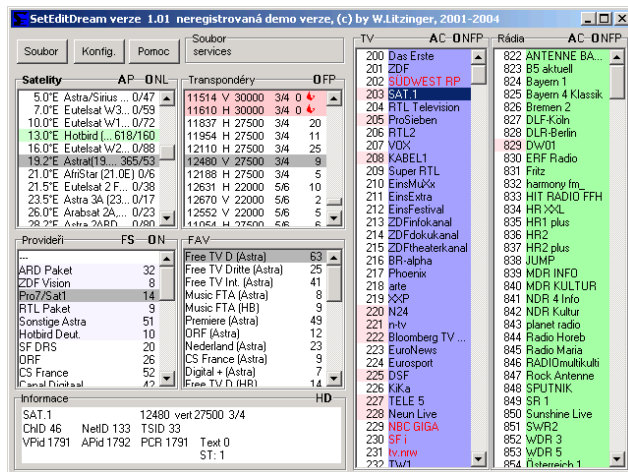 SetEditDream verze 1.01 neregistrovaná demo verze, (c) by W.Litzinger, 2001-2004
Soubor Konfig. Pomoc
Soubor
services
Satelity AP ONL
5.0°E Astra/Sirius ... 0/47
7.0°E Eutelsat W3... 0/59
10.0°E Eutelsat W1... 0/72
13.0°E Hotbird (... 618/160
16.0°E Eutelsat W2... 0/88
19.2°E Astrat(19.... 365/53
21.0°E AfriStar (21.0E) 0/6
21.5°E Eutelsat 2 F... 0/38
23.5°E Astra 3A (23... 0/17
26.0°E Arabsat 2A,... 0/23
28.2°E Astra 2ABD... 0/80
Transpondéry OFP
11514 V 30000 3/4 0
11610 H 30000 3/4 0
11837 H 27500 3/4 20
11954 H 27500 3/4 11
12110 H 27500 3/4 25
12480 V 27500 3/4 9
12188 H 27500 3/4 5
12631 H 22000 5/6 10
12670 V 22000 5/6 2
12552 V 22000 5/6 5
11054 H 27500 5/6 6
Provideři FS ON
---
ARD Paket 32
ZDF Vision 8
Pro7/Sat1 14
RTL Paket 9
Sonstige Astra 51
Hotbird Deut. 10
SF DRS 20
ORF 26
CS France 52
Canal Digitaal 42
FAV
Free TV D (Astra) 63
Free TV Dritte (Astra) 25
Free TV Int. (Astra) 41
Music FTA (Astra) 8
Music FTA (HB) 9
Premiere (Astra) 49
ORF (Astra) 12
Nederland (Astra) 23
CS France (Astra) 9
Digital + (Astra) 7
Free TV D (HB) 14
Informace HD
SAT.1 12480 vert 27500 3/4
ChID 46 NetID 133 TSID 33
VPid 1791 APid 1792 PCR 1791 Text 0
ST: 1
TV AC ONFP
200 Das Erste
201 ZDF
202 SÜDWEST RP
203 SAT.1
204 RTL Television
205 ProSieben
206 RTL2
207 VOX
208 KABEL1
209 Super RTL
210 EinsMuXx
211 EinsExtra
212 EinsFestival
213 ZDFinfokanal
214 ZDFdokukanal
215 ZDFtheaterkanal
216 BR-alpha
217 Phoenix
218 arte
219 XXP
220 N24
221 n-tv
222 Bloomberg TV ...
223 EuroNews
224 Eurosport
225 DSF
226 KiKa
227 TELE 5
228 Neun Live
229 NBC GIGA
230 SF i
231 tv.nrw
232 TW1
Rádia AC ONFP
822 ANTENNE BA...
823 B5 aktuell
824 Bayern 1
825 Bayern 4 Klassik
826 Bremen 2
827 DLF-Köln
828 DLR-Berlin
829 DW01
830 ERF Radio
831 Fritz
832 harmony fm_
833 HIT RADIO FFH
834 HR XXL
835 HR1 plus
836 HR2
837 HR2 plus
838 JUMP
839 MDR INFO
840 MDR KULTUR
841 NDR 4 Info
842 NDR Kultur
843 planet radio
844 Radio Horeb
845 Radio Maria
846 RADIOmultikulti
847 Rock Antenne
848 SPUTNIK
849 SR 1
850 Sunshine Live
851 SWR2
852 WDR 3
853 WDR 5
854 Österreich 1